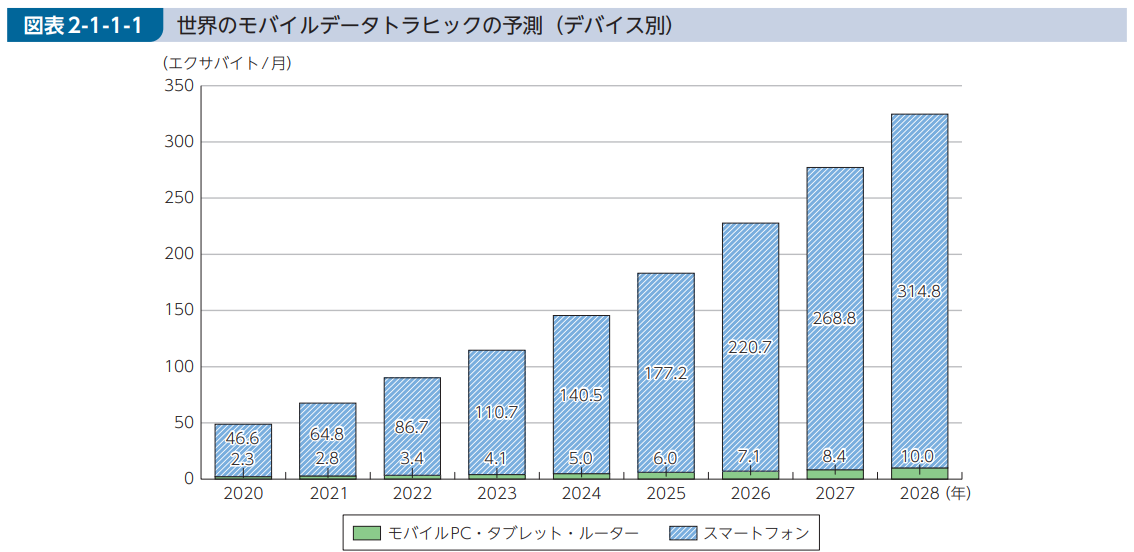 図表2-1-1-1 世界のモバイルデータトラヒックの予測（デバイス別）
（エクサバイト/月）
350
300
250
200
150
100
50
0
46.6 64.8 86.7 110.7 140.5 177.2 220.7 268.8 314.8
2.3 2.8 3.4 4.1 5.0 6.0 7.1 8.4 10.0
2020 2021 2022 2023 2024 2025 2026 2027 2028（年）
モバイルPC・タブレット・ルーター スマートフォン